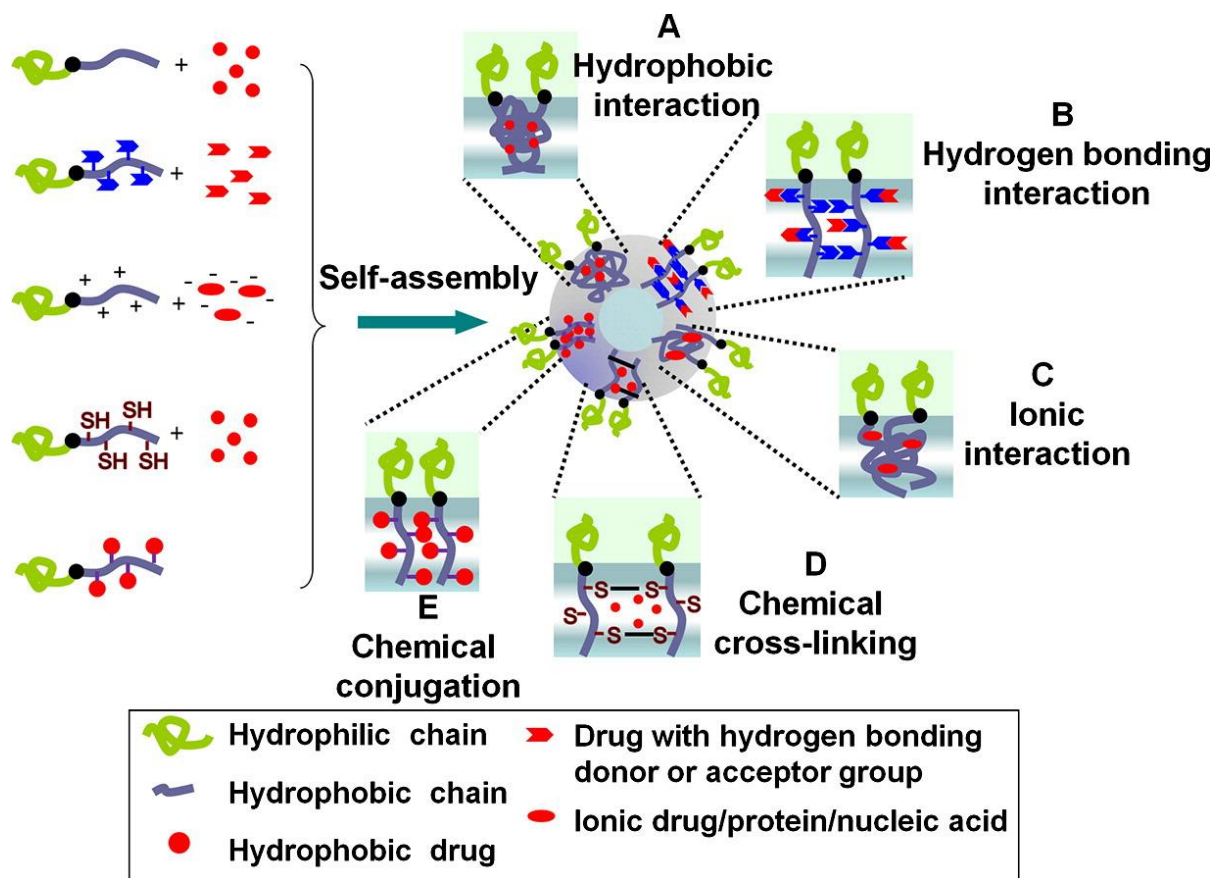 A
Hydrophobic
interaction
B
Hydrogen bonding
interaction
+
+
+ + + + + - - - - - -
Self-assembly
C
Ionic
interaction
SH SH SH SH +
D
Chemical
cross-linking
S S S S S S
E
Chemical
conjugation
Hydrophilic chain
Hydrophobic chain
Hydrophobic drug
Drug with hydrogen bonding
donor or acceptor group
Ionic drug/protein/nucleic acid